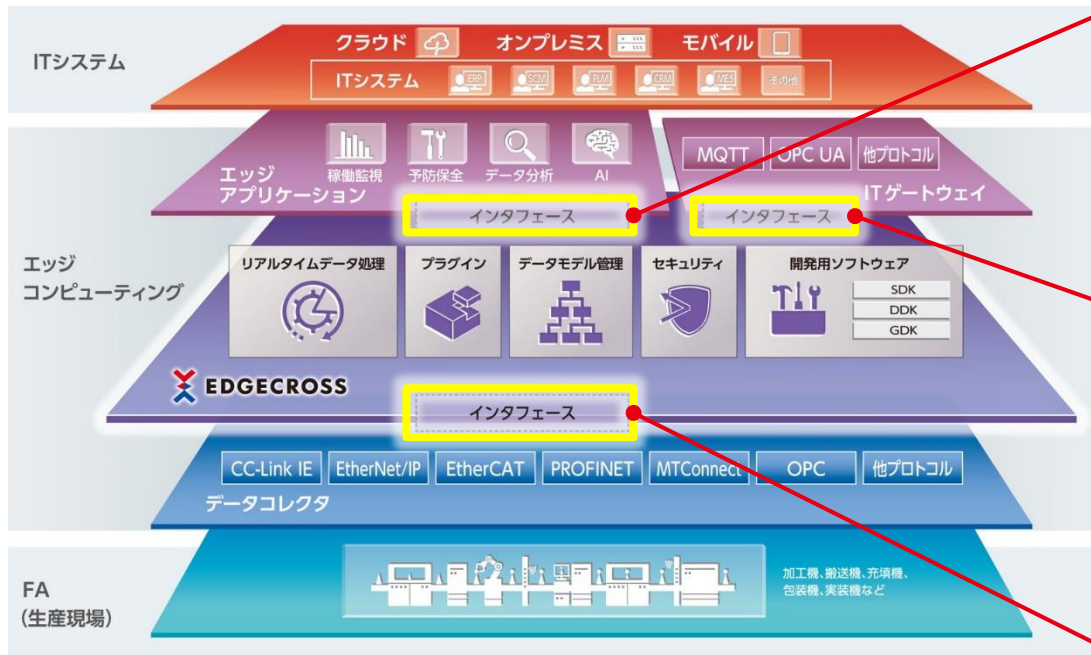 ITシステム
クラウド
オンプレミス
モバイル
ITシステム
ERP
SCM
PLM
CRM
MES
その他
エッジ
コンピューティング
エッジ
アプリケーション
稼働監視
予防保全
データ分析
AI
MQTT
OPC UA
他プロトコル
ITゲートウェイ
インタフェース
インタフェース
リアルタイムデータ処理
プラグイン
データモデル管理
セキュリティ
開発用ソフトウェア
SDK
DDK
GDK
EDGECROSS
インタフェース
CC-Link IE
EtherNet/IP
EtherCAT
PROFINET
MTConnect
OPC
他プロトコル
データコレクタ
FA
(生産現場)
加工機、搬送機、充填機、
包装機、実装機など